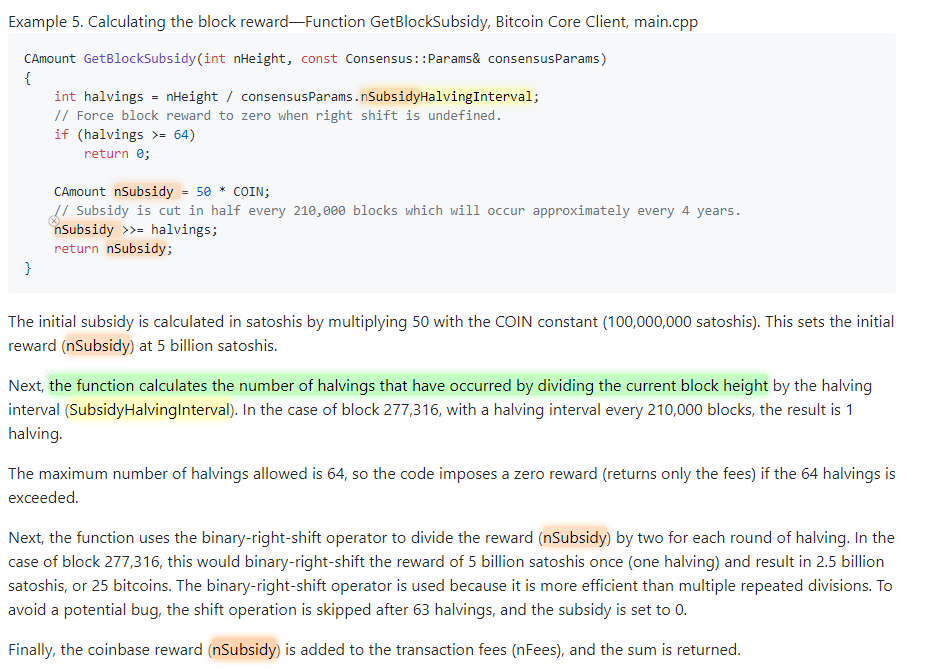 Example 5. Calculating the block reward—Function GetBlockSubsidy, Bitcoin Core Client, main.cpp
CAmount GetBlockSubsidy(int nHeight, const Consensus::Params& consensusParams)
{
    int halvings = nHeight / consensusParams.nSubsidyHalvingInterval;
    // Force block reward to zero when right shift is undefined.
    if (halvings >= 64)
        return 0;

    CAmount nSubsidy = 50 * COIN;
    // Subsidy is cut in half every 210,000 blocks which will occur approximately every 4 years.
    nSubsidy >>= halvings;
    return nSubsidy;
}
The initial subsidy is calculated in satoshis by multiplying 50 with the COIN constant (100,000,000 satoshis). This sets the initial
reward (nSubsidy) at 5 billion satoshis.
Next, the function calculates the number of halvings that have occurred by dividing the current block height by the halving
interval (SubsidyHalvingInterval). In the case of block 277,316, with a halving interval every 210,000 blocks, the result is 1
halving.
The maximum number of halvings allowed is 64, so the code imposes a zero reward (returns only the fees) if the 64 halvings is
exceeded.
Next, the function uses the binary-right-shift operator to divide the reward (nSubsidy) by two for each round of halving. In the
case of block 277,316, this would binary-right-shift the reward of 5 billion satoshis once (one halving) and result in 2.5 billion
satoshis, or 25 bitcoins. The binary-right-shift operator is used because it is more efficient than multiple repeated divisions. To
avoid a potential bug, the shift operation is skipped after 63 halvings, and the subsidy is set to 0.
Finally, the coinbase reward (nSubsidy) is added to the transaction fees (nFees), and the sum is returned.